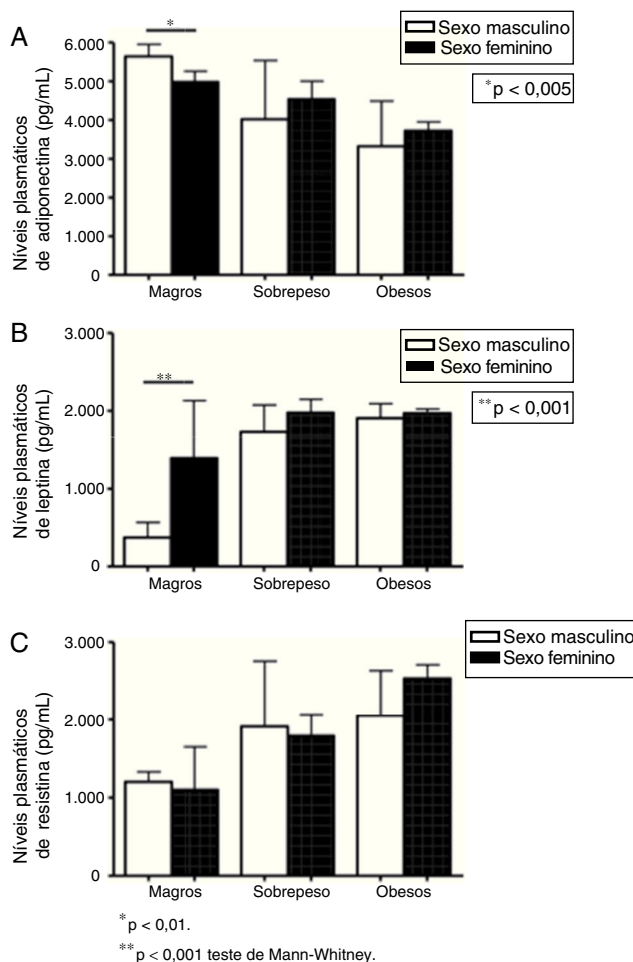 A
Níveis plasmáticos
de adiponectina (pg/mL)
6.000
5.000
4.000
3.000
2.000
1.000
0
*
Sexo masculino
Sexo feminino
*p < 0,005
Magros
Sobrepeso
Obesos
B
Níveis plasmáticos
de leptina (pg/mL)
3.000
2.000
1.000
0
**
Sexo masculino
Sexo feminino
**p < 0,001
Magros
Sobrepeso
Obesos
C
Níveis plasmáticos
de resistina (pg/mL)
3.000
2.000
1.000
0
Sexo masculino
Sexo feminino
Magros
Sobrepeso
Obesos
*p < 0,01.
**p < 0,001 teste de Mann-Whitney.